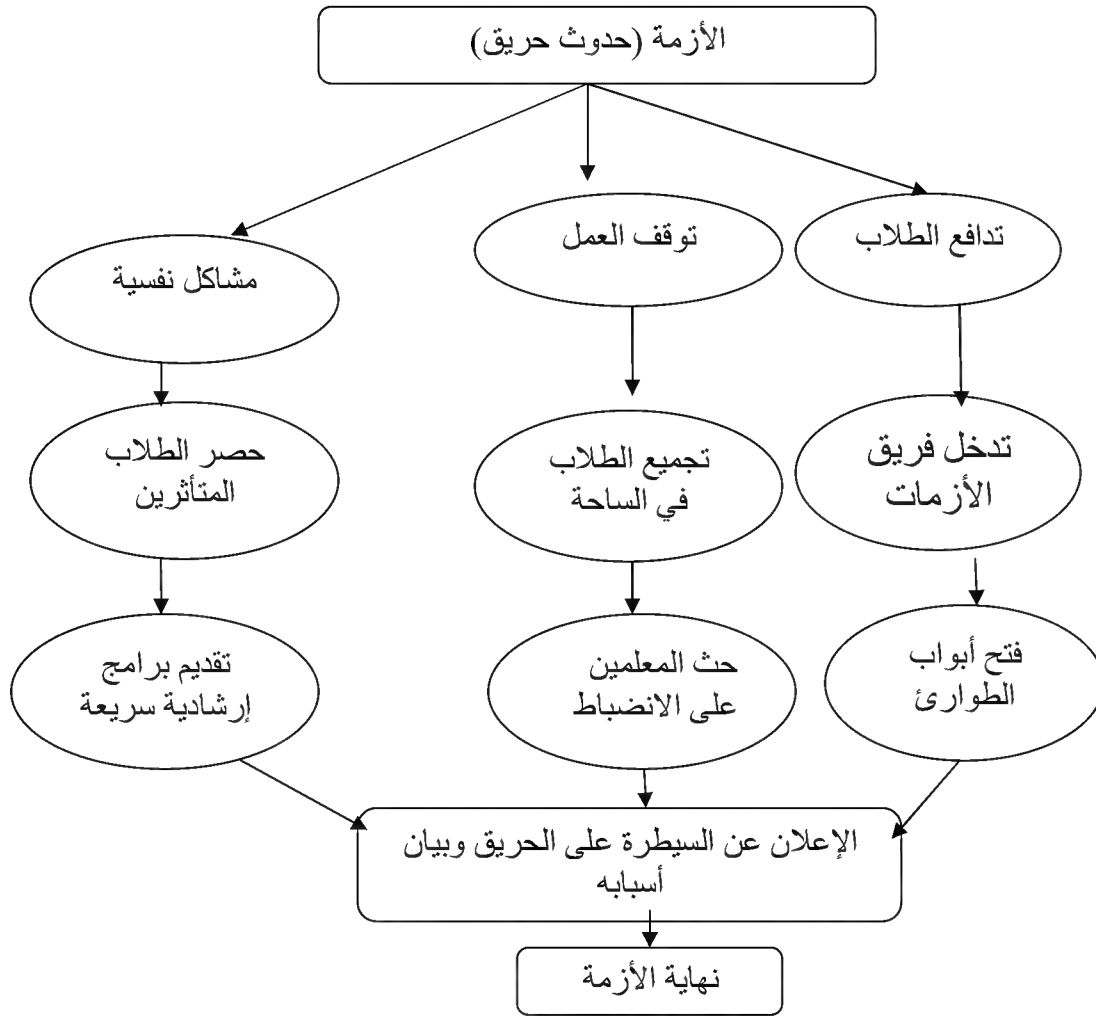 الأزمة (حدوث حريق)
تدافع الطلاب
توقف العمل
مشاكل نفسية
تدخل فريق
الأزمات
تجميع الطلاب
في الساحة
حصر الطلاب
المتأثرين
فتح أبواب
الطوارئ
حث المعلمين
على الانضباط
تقديم برامج
إرشادية سريعة
الإعلان عن السيطرة على الحريق وبيان
أسبابه
نهاية الأزمة